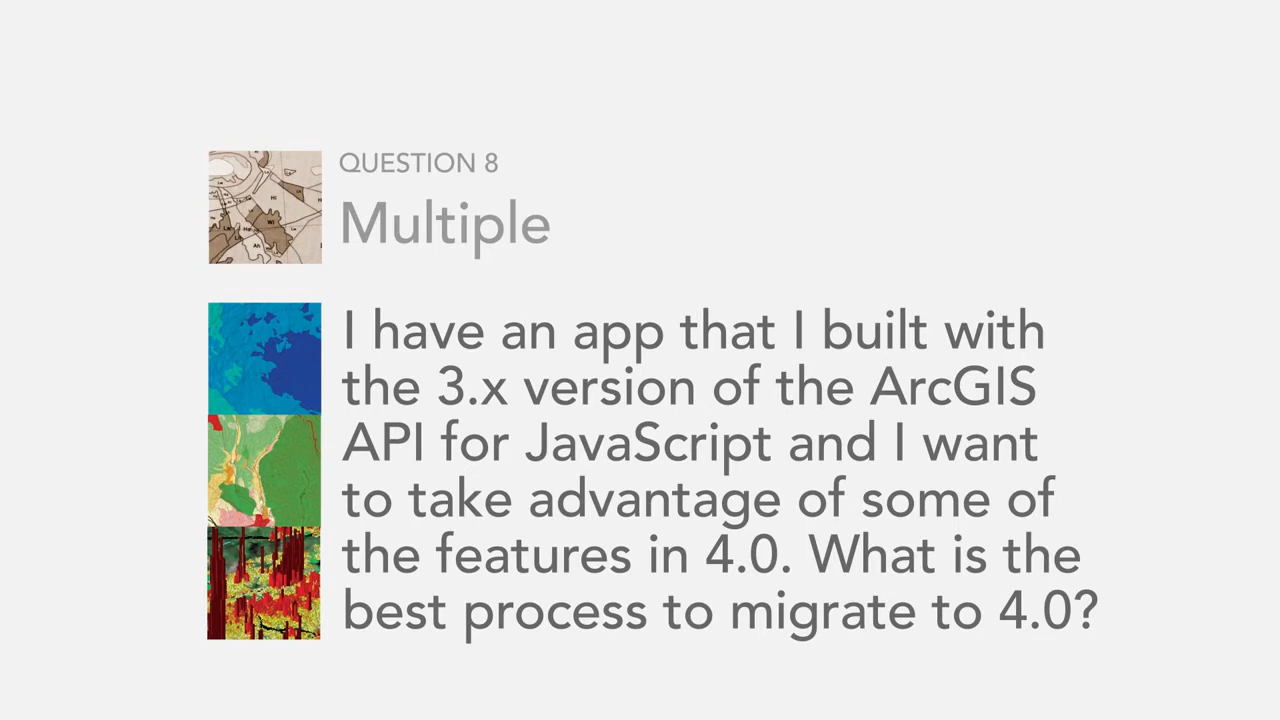 QUESTION 8
Multiple
I have an app that I built with
the 3.x version of the ArcGIS
API for JavaScript and I want
to take advantage of some of
the features in 4.0. What is the
best process to migrate to 4.0?